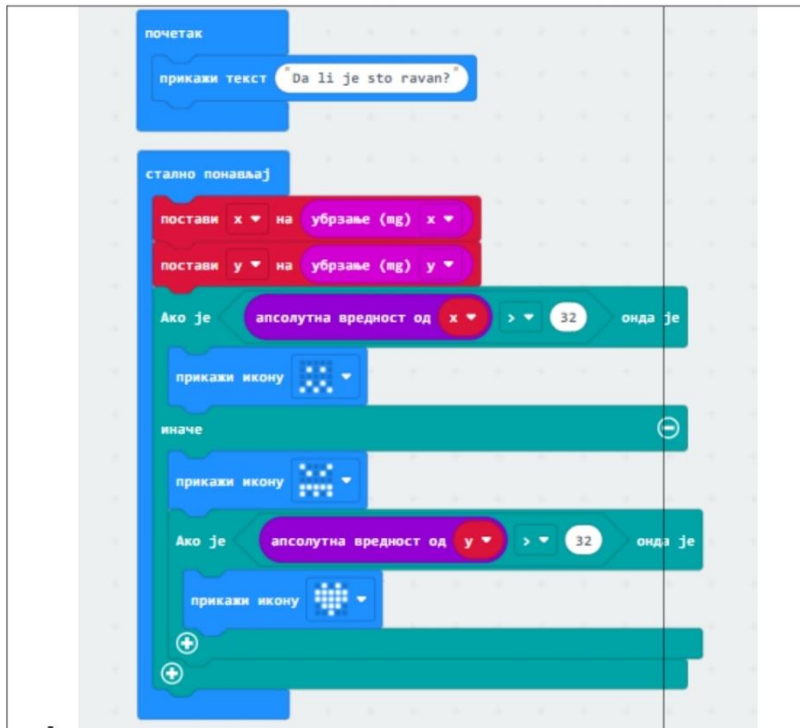 почетак
прикажи текст "Da li je sto ravan?"
стално понављај
постави x на убрзање (mg) x
постави y на убрзање (mg) y
Ако је апсолутна вредност од x > 32 онда је
прикажи икону
иначе
прикажи икону
Ако је апсолутна вредност од y > 32 онда је
прикажи икону